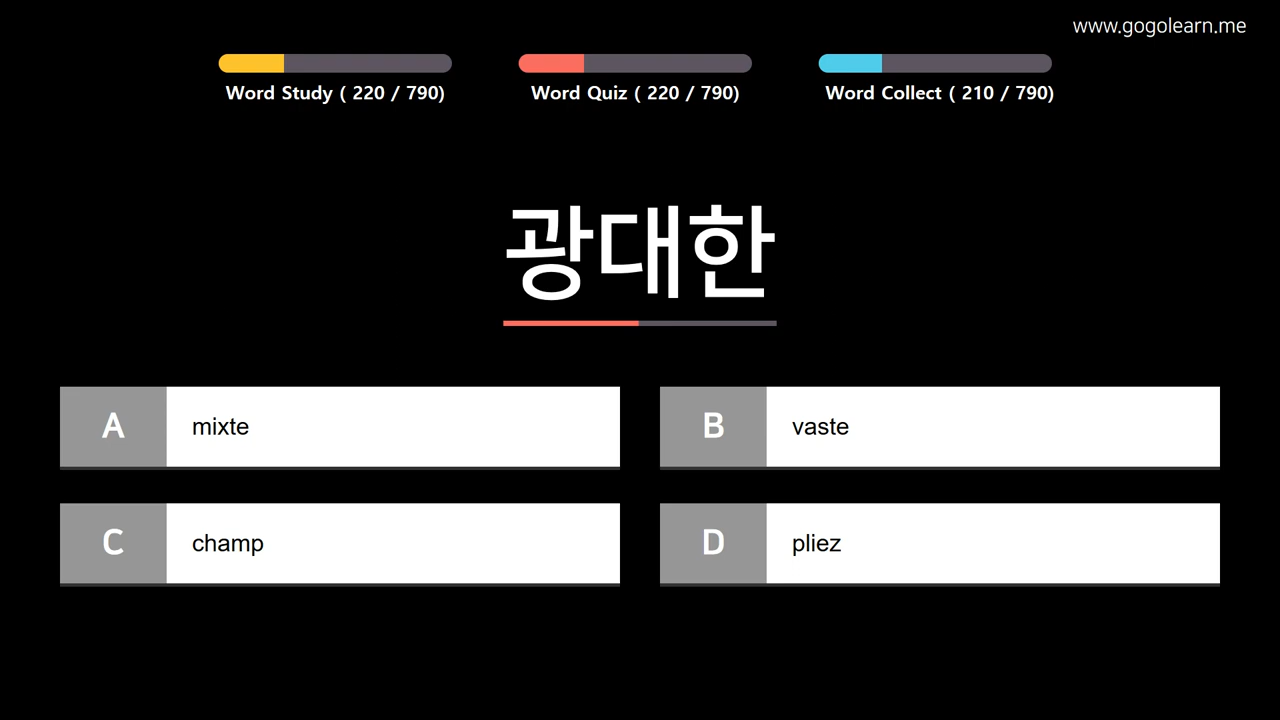 www.gogolearn.me
Word Study ( 220 / 790)
Word Quiz ( 220 / 790)
Word Collect ( 210 / 790)
광대한
A mixte
B vaste
C champ
D pliez